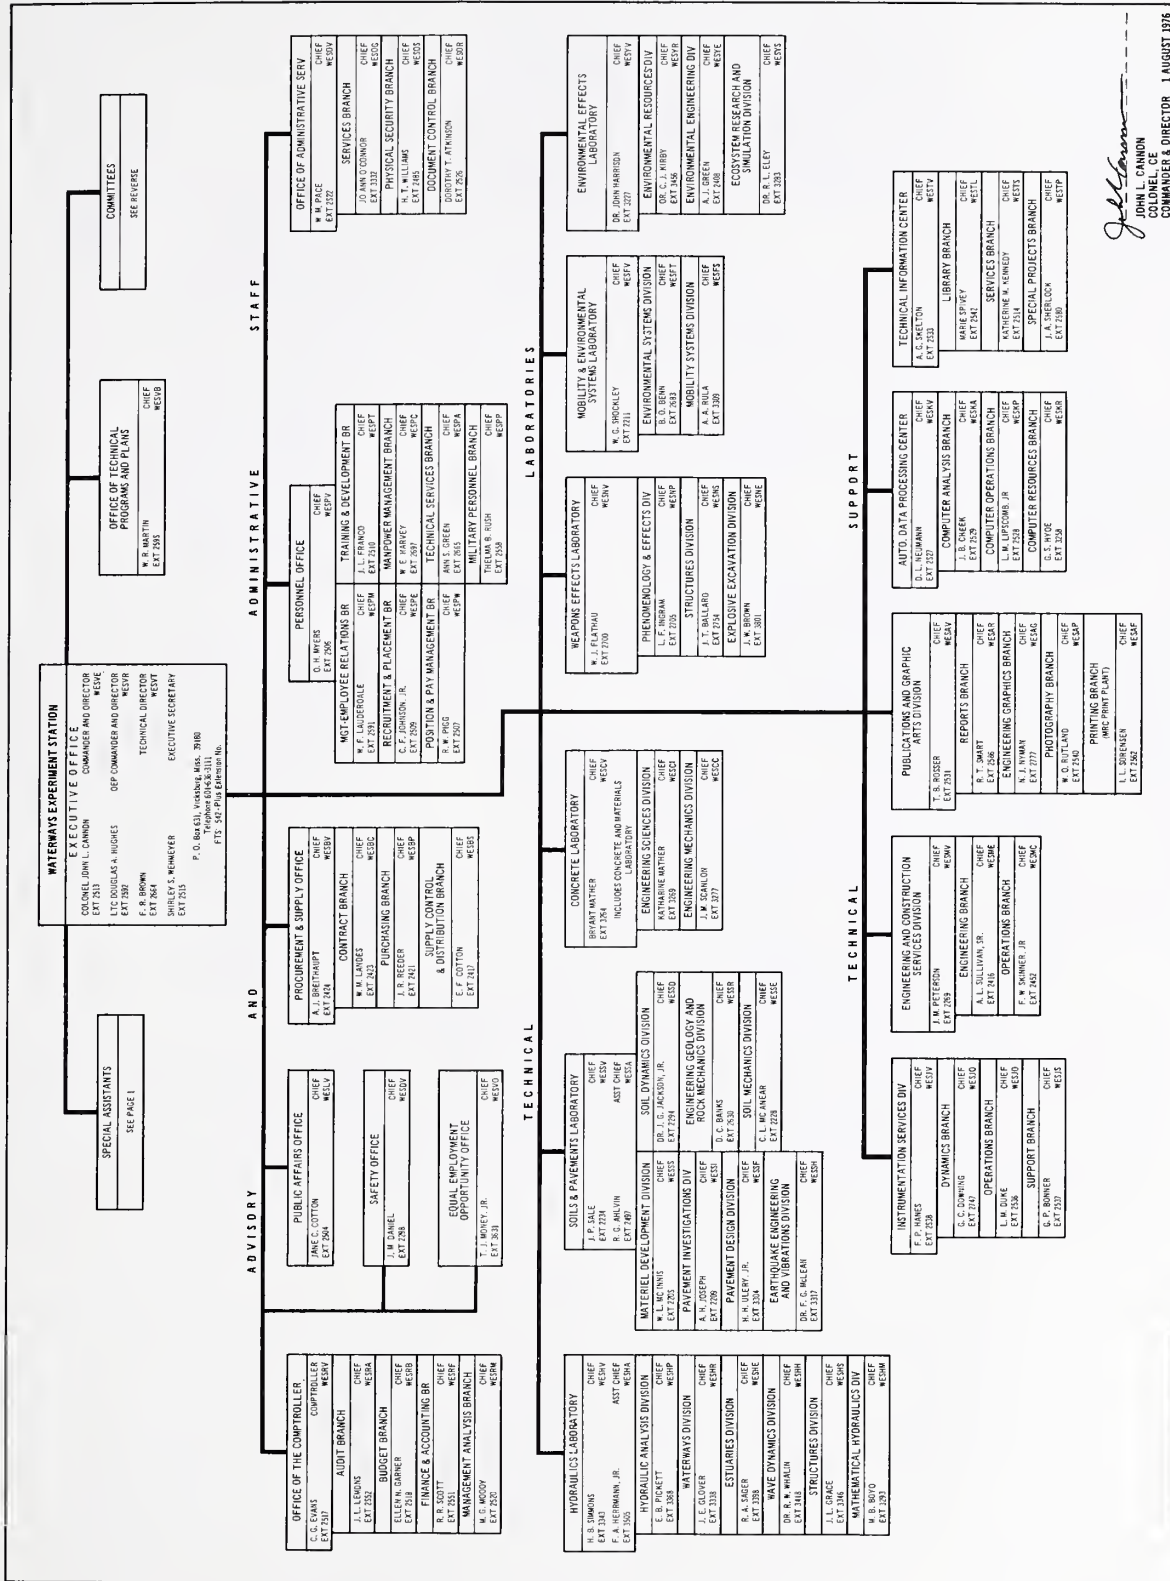 WATERWAYS EXPERIMENT STATION
EXECUTIVE OFFICE
COLONEL JOHN L. CANNON COMMANDER AND DIRECTOR
EXT 2513 WESVE
LTC DOUGLAS A. HUGHES DEP COMMANDER AND DIRECTOR
EXT 2592 WESVR
F. R. BROWN TECHNICAL DIRECTOR
EXT 2664 WESVT
SHIRLEY S. WEHMEYER EXECUTIVE SECRETARY
EXT 2515
P. O. Box 631, Vicksburg, Miss. 39180
Telephone 601-636-3111
FTS: 542-Plus Extension No.
SPECIAL ASSISTANTS
SEE PAGE 1
OFFICE OF TECHNICAL
PROGRAMS AND PLANS
W. R. MARTIN CHIEF
EXT 2595 WESVB
COMMITTEES
SEE REVERSE
ADVISORY AND ADMINISTRATIVE STAFF
OFFICE OF THE COMPTROLLER
C. G. EVANS COMPTROLLER
EXT 2517 WESRV
AUDIT BRANCH
J. L. LEMONS CHIEF
EXT 2552 WESRA
BUDGET BRANCH
ELLEN N. GARNER CHIEF
EXT 2518 WESRB
FINANCE & ACCOUNTING BR
R. SCOTT CHIEF
EXT 2551 WESRF
MANAGEMENT ANALYSIS BRANCH
M. G. MOODY CHIEF
EXT 2520 WESRM
PUBLIC AFFAIRS OFFICE
JANE C. COTTON CHIEF
EXT 2504 WESLV
SAFETY OFFICE
J. M. DANIEL CHIEF
EXT 2298 WESDV
EQUAL EMPLOYMENT
OPPORTUNITY OFFICE
T. J. MONEY, JR. CHIEF
EXT 3631 WESVO
PROCUREMENT & SUPPLY OFFICE
A. J. BREITHAUPT CHIEF
EXT 2424 WESBV
CONTRACT BRANCH
W. M. LANDES CHIEF
EXT 2423 WESBC
PURCHASING BRANCH
J. R. REEDER CHIEF
EXT 2421 WESBP
SUPPLY CONTROL
& DISTRIBUTION BRANCH
E. F. COTTON CHIEF
EXT 2417 WESBS
PERSONNEL OFFICE
O. H. MYERS CHIEF
EXT 2505 WESPV
MGT-EMPLOYEE RELATIONS BR
W. F. LAUDERDALE CHIEF
EXT 2591 WESPM
RECRUITMENT & PLACEMENT BR
C. F. JOHNSON, JR. CHIEF
EXT 2509 WESPE
POSITION & PAY MANAGEMENT BR
R. W. PIGG CHIEF
EXT 2507 WESPW
TRAINING & DEVELOPMENT BR
J. L. FRANCO CHIEF
EXT 2510 WESPT
MANPOWER MANAGEMENT BRANCH
W. E. HARVEY CHIEF
EXT 2697 WESPC
TECHNICAL SERVICES BRANCH
ANN S. GREEN CHIEF
EXT 2665 WESPA
MILITARY PERSONNEL BRANCH
THELMA B. RUSH CHIEF
EXT 2558 WESPP
OFFICE OF ADMINISTRATIVE SERV
W. M. PACE CHIEF
EXT 2522 WESOV
SERVICES BRANCH
JO ANN O'CONNOR CHIEF
EXT 3332 WESOG
PHYSICAL SECURITY BRANCH
H. T. WILLIAMS CHIEF
EXT 2485 WESOS
DOCUMENT CONTROL BRANCH
DOROTHY T. ATKINSON CHIEF
EXT 2526 WESOR
TECHNICAL LABORATORIES
HYDRAULICS LABORATORY
H. B. SIMMONS CHIEF
EXT 3343 WESHV
F. A. HERRMANN, JR. ASST CHIEF
EXT 3505 WESHA
HYDRAULIC ANALYSIS DIVISION
E. B. PICKETT CHIEF
EXT 3368 WESHP
WATERWAYS DIVISION
J. E. GLOVER CHIEF
EXT 3338 WESHR
ESTUARIES DIVISION
R. A. SAGER CHIEF
EXT 3398 WESHE
WAVE DYNAMICS DIVISION
DR. R. W. WHALIN CHIEF
EXT 3418 WESHH
STRUCTURES DIVISION
J. L. GRACE CHIEF
EXT 3346 WESHS
MATHEMATICAL HYDRAULICS DIV
M. B. BOYD CHIEF
EXT 3293 WESHM
SOILS & PAVEMENTS LABORATORY
J. P. SALE CHIEF
EXT 2234 WESSV
R. G. AHLVIN ASST CHIEF
EXT 2497 WESSA
MATERIEL DEVELOPMENT DIVISION
W. L. MC INNIS CHIEF
EXT 2205 WESSS
PAVEMENT INVESTIGATIONS DIV
A. H. JOSEPH CHIEF
EXT 2209 WESSI
PAVEMENT DESIGN DIVISION
H. H. ULERY, JR. CHIEF
EXT 3304 WESSF
EARTHQUAKE ENGINEERING
AND VIBRATIONS DIVISION
DR. F. G. McLEAN CHIEF
EXT 3317 WESSH
SOIL DYNAMICS DIVISION
DR. J. G. JACKSON, JR. CHIEF
EXT 2294 WESSD
ENGINEERING GEOLOGY AND
ROCK MECHANICS DIVISION
D. C. BANKS CHIEF
EXT 2630 WESSR
SOIL MECHANICS DIVISION
C. L. MC ANEAR CHIEF
EXT 2228 WESSE
CONCRETE LABORATORY
BRYANT MATHER CHIEF
EXT 3264 WESCV
INCLUDES CONCRETE AND MATERIALS
LABORATORY
ENGINEERING SCIENCES DIVISION
KATHARINE MATHER CHIEF
EXT 3269 WESCI
ENGINEERING MECHANICS DIVISION
J. M. SCANLON CHIEF
EXT 3277 WESCC
WEAPONS EFFECTS LABORATORY
W. J. FLATHAU CHIEF
EXT 2700 WESNV
PHENOMENOLOGY & EFFECTS DIV
L. F. INGRAM CHIEF
EXT 2705 WESNP
STRUCTURES DIVISION
J. T. BALLARD CHIEF
EXT 2754 WESNS
EXPLOSIVE EXCAVATION DIVISION
J. W. BROWN CHIEF
EXT 3801 WESNE
MOBILITY & ENVIRONMENTAL
SYSTEMS LABORATORY
W. G. SHOCKLEY CHIEF
EXT 2211 WESFV
ENVIRONMENTAL SYSTEMS DIVISION
B. O. BENN CHIEF
EXT 2683 WESFT
MOBILITY SYSTEMS DIVISION
A. A. RULA CHIEF
EXT 3309 WESFS
ENVIRONMENTAL EFFECTS
LABORATORY
DR. JOHN HARRISON CHIEF
EXT 3227 WESYV
ENVIRONMENTAL RESOURCES DIV
DR. C. J. KIRBY CHIEF
EXT 3456 WESYR
ENVIRONMENTAL ENGINEERING DIV
A. J. GREEN CHIEF
EXT 2408 WESYE
ECOSYSTEM RESEARCH AND
SIMULATION DIVISION
DR. R. L. ELEY CHIEF
EXT 3283 WESYS
TECHNICAL SUPPORT
INSTRUMENTATION SERVICES DIV
F. P. HANES CHIEF
EXT 2538 WESJV
DYNAMICS BRANCH
G. C. DOWNING CHIEF
EXT 2747 WESJD
OPERATIONS BRANCH
L. M. DUKE CHIEF
EXT 2536 WESJO
SUPPORT BRANCH
G. P. BONNER CHIEF
EXT 2537 WESJS
ENGINEERING AND CONSTRUCTION
SERVICES DIVISION
J. M. PETERSON CHIEF
EXT 2269 WESMV
ENGINEERING BRANCH
A. L. SULLIVAN, SR. CHIEF
EXT 2416 WESME
OPERATIONS BRANCH
F. W. SKINNER, JR CHIEF
EXT 2452 WESMC
PUBLICATIONS AND GRAPHIC
ARTS DIVISION
T. B. ROSSER CHIEF
EXT 2531 WESAV
REPORTS BRANCH
R. T. SMART CHIEF
EXT 2586 WESAR
ENGINEERING GRAPHICS BRANCH
N. J. NYMAN CHIEF
EXT 2777 WESAG
PHOTOGRAPHY BRANCH
W. O. RUTLAND CHIEF
EXT 2540 WESAP
PRINTING BRANCH
(MRC PRINT PLANT)
I. L. SORENSEN CHIEF
EXT 2562 WESAF
AUTO. DATA PROCESSING CENTER
D. L. NEUMANN CHIEF
EXT 2527 WESKV
COMPUTER ANALYSIS BRANCH
J. B. CHEEK CHIEF
EXT 2529 WESKA
COMPUTER OPERATIONS BRANCH
L. M. LIPSCOMB, JR CHIEF
EXT 2528 WESKP
COMPUTER RESOURCES BRANCH
G. S. HYDE CHIEF
EXT 3258 WESKR
TECHNICAL INFORMATION CENTER
A. G. SKELTON CHIEF
EXT 2533 WESTV
LIBRARY BRANCH
MARIE SPIVEY CHIEF
EXT 2542 WESTL
SERVICES BRANCH
KATHERINE M. KENNEDY CHIEF
EXT 2514 WESTS
SPECIAL PROJECTS BRANCH
J. A. SHERLOCK CHIEF
EXT 2580 WESTP
John L Cannon
JOHN L. CANNON
COLONEL, CE
COMMANDER & DIRECTOR 1 AUGUST 1976